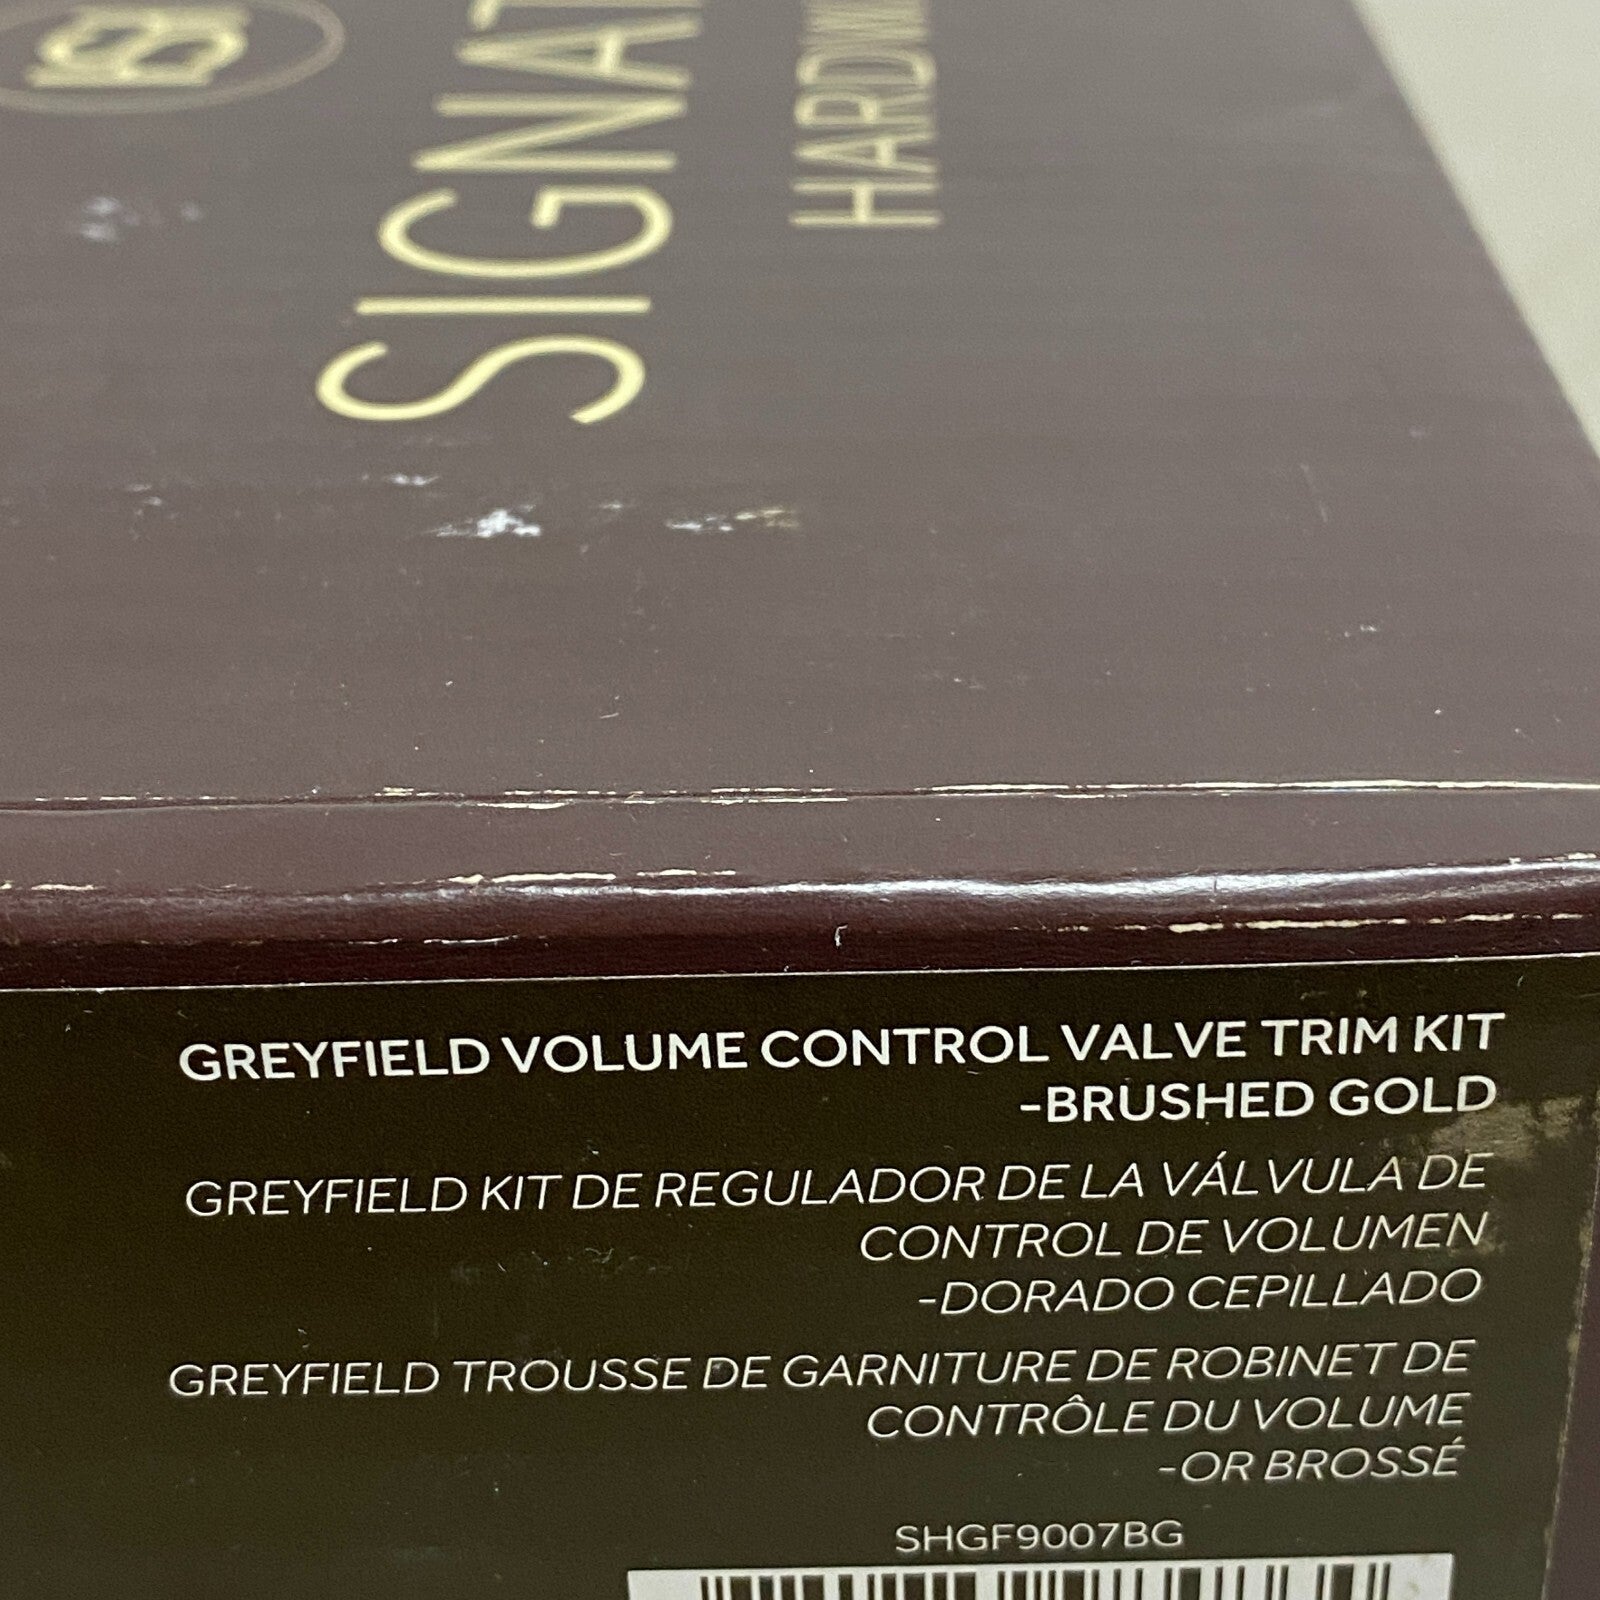 SIGNAT
HARDW
GREYFIELD VOLUME CONTROL VALVE TRIM KIT
-BRUSHED GOLD
GREYFIELD KIT DE REGULADOR DE LA VÁLVULA DE
CONTROL DE VOLUMEN
-DORADO CEPILLADO
GREYFIELD TROUSSE DE GARNITURE DE ROBINET DE
CONTRÔLE DU VOLUME
-OR BROSSÉ
SHGF9007BG